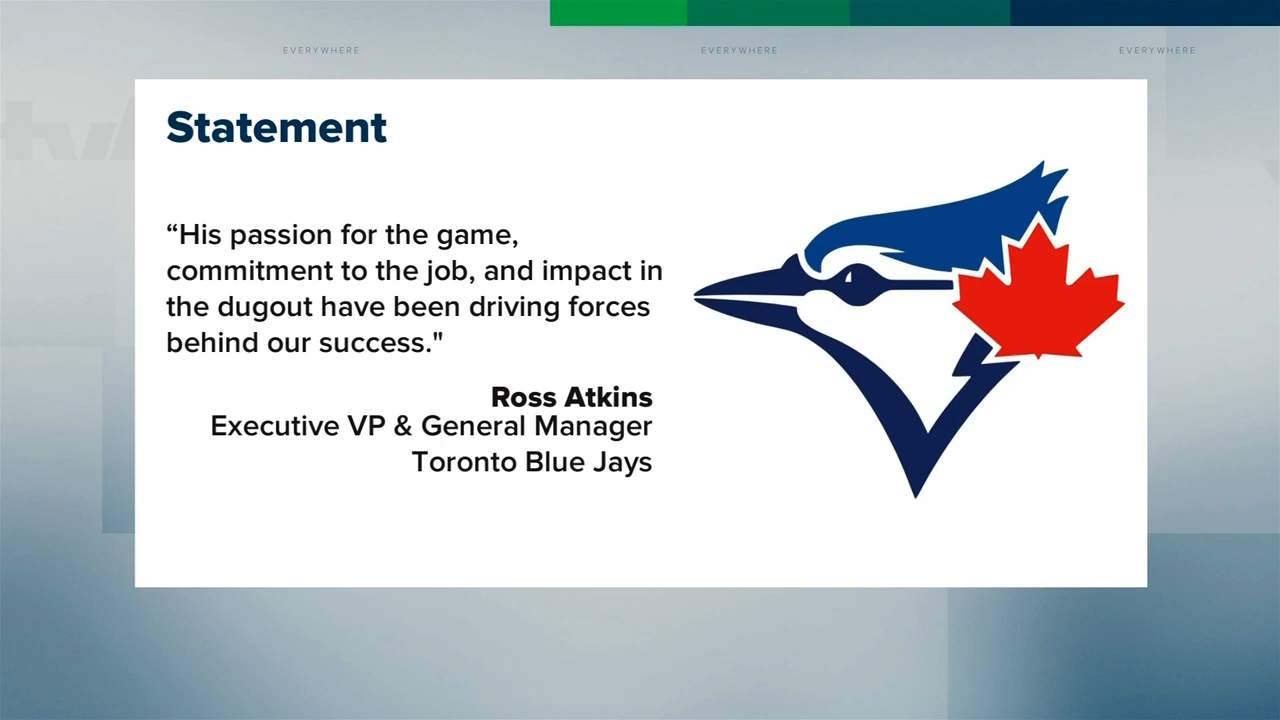 EVERYWHERE EVERYWHERE EVERYWHERE
tv
Statement
“His passion for the game,
commitment to the job, and impact in
the dugout have been driving forces
behind our success."
Ross Atkins
Executive VP & General Manager
Toronto Blue Jays